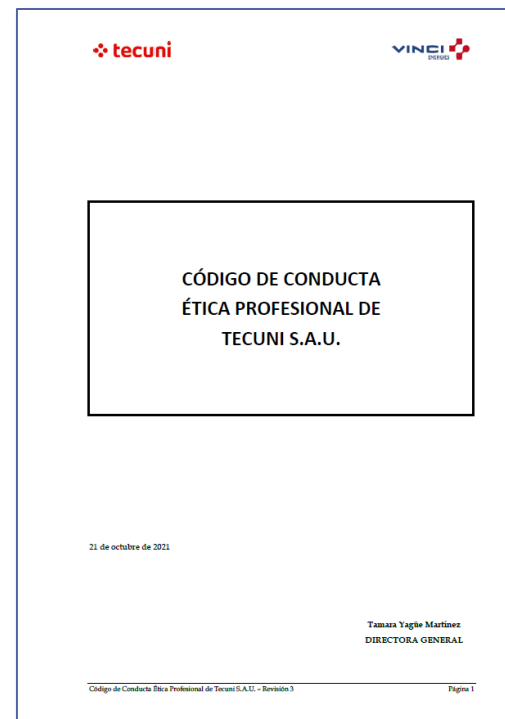 tecuni
VINCI
ENERGIES
CÓDIGO DE CONDUCTA
ÉTICA PROFESIONAL DE
TECUNI S.A.U.
21 de octubre de 2021
Tamara Yagüe Martínez
DIRECTORA GENERAL
Código de Conducta Ética Profesional de Tecuni S.A.U. – Revisión 3 Página 1